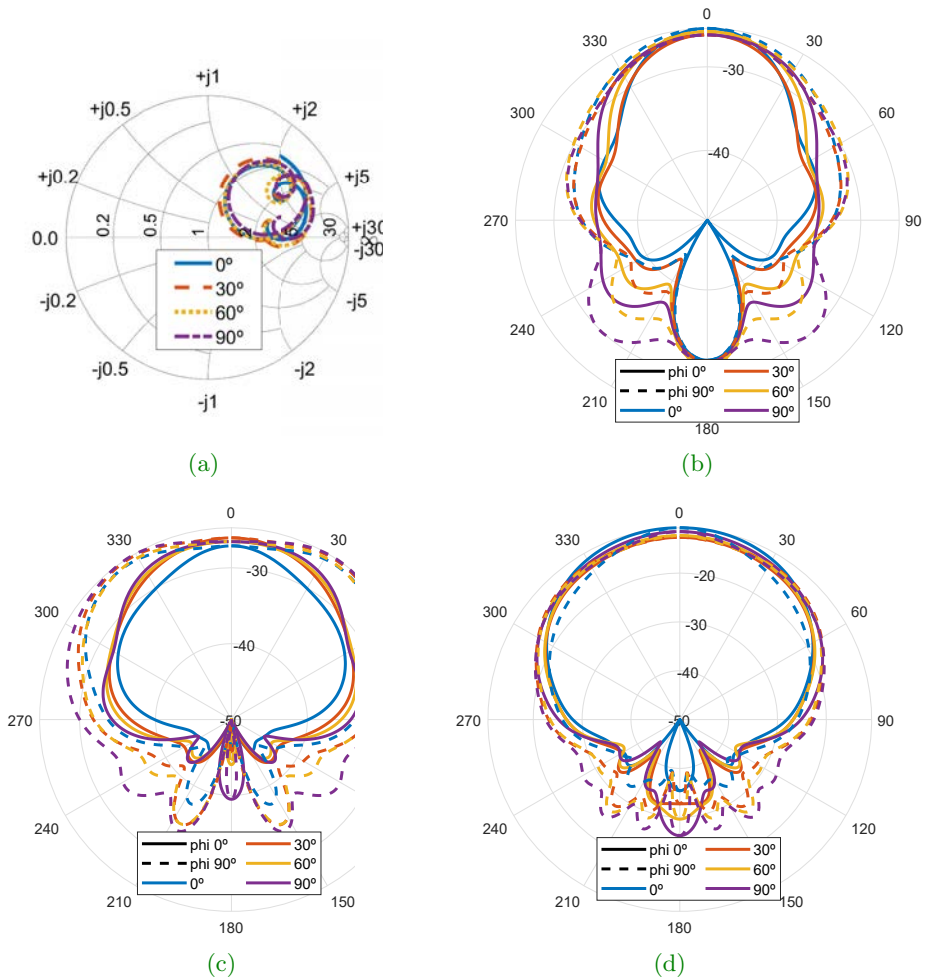 +j1
+j0.5
+j2
+j0.2
+j5
0.0
0.2
0.5
1
2
5
30
+j30
-j30
-j0.2
-j5
-j0.5
-j2
-j1
0º
30º
60º
90º
(a)
0
330
30
300
60
270
90
240
120
210
150
180
-30
-40
phi 0º
30º
phi 90º
60º
0º
90º
(b)
0
330
30
300
270
240
210
150
180
-30
-40
-50
phi 0º
30º
phi 90º
60º
0º
90º
(c)
0
330
30
300
60
270
90
240
120
210
150
180
-20
-30
-40
-50
phi 0º
30º
phi 90º
60º
0º
90º
(d)